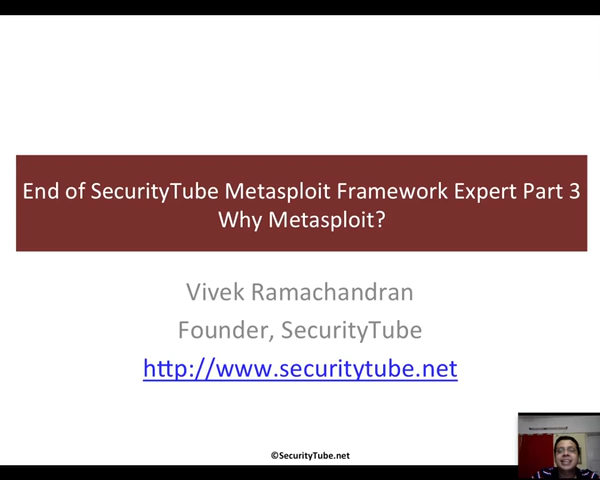 End of SecurityTube Metasploit Framework Expert Part 3
Why Metasploit?
Vivek Ramachandran
Founder, SecurityTube
http://www.securitytube.net
©SecurityTube.net